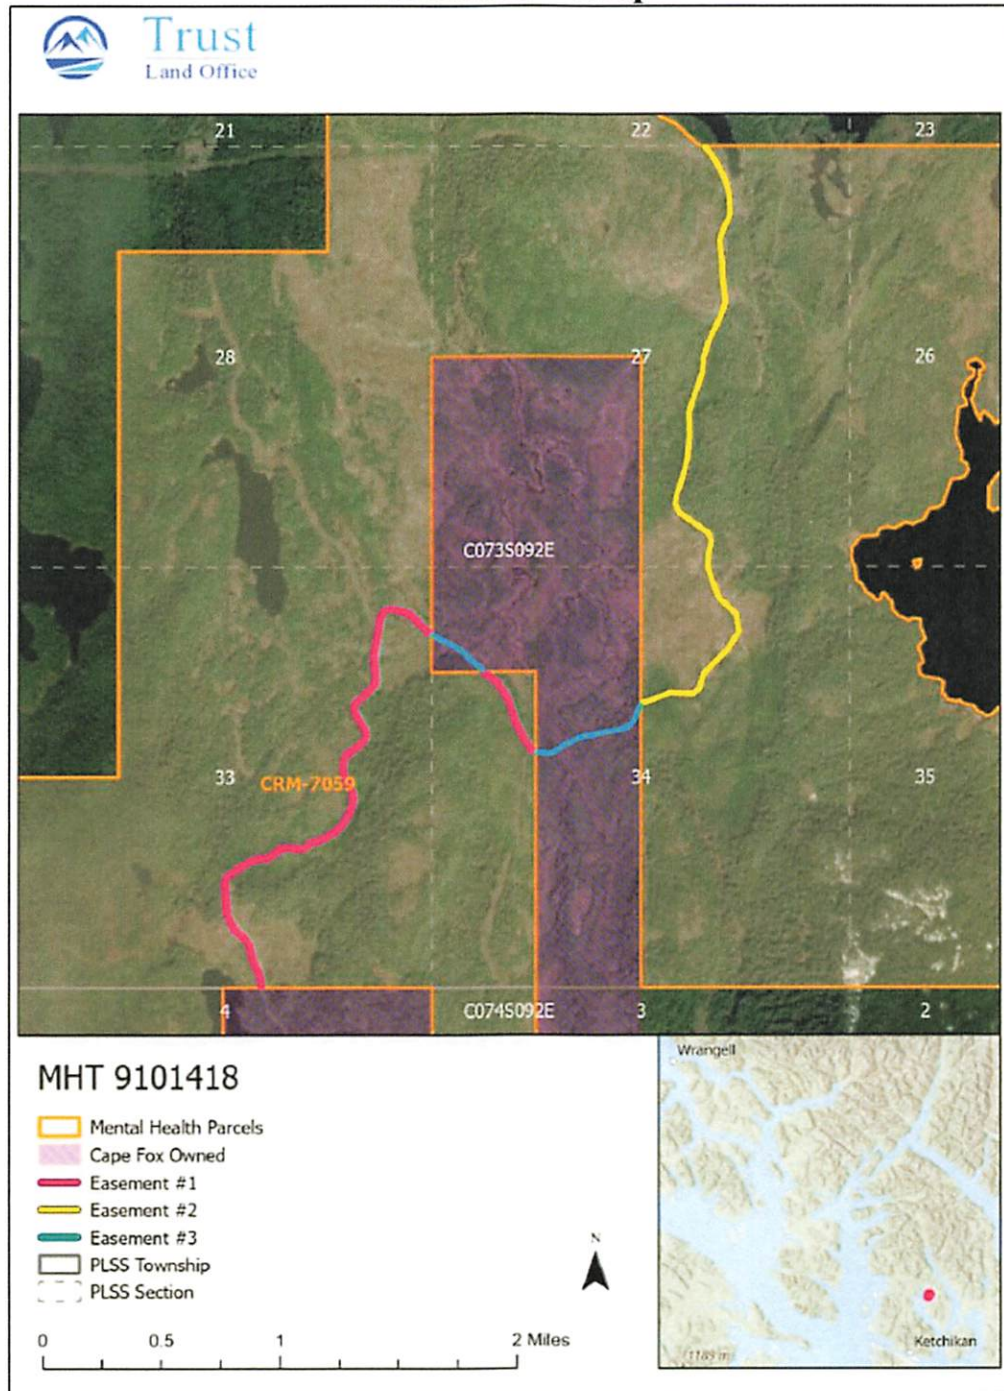 Trust
Land Office
21 22 23
28 27 26
C073S092E
33 34 35
CRM-7059
4 C074S092E 3 2
MHT 9101418
Mental Health Parcels
Cape Fox Owned
Easement #1
Easement #2
Easement #3
PLSS Township
PLSS Section
N
0 0.5 1 2 Miles
Wrangell
Ketchikan
1189 m